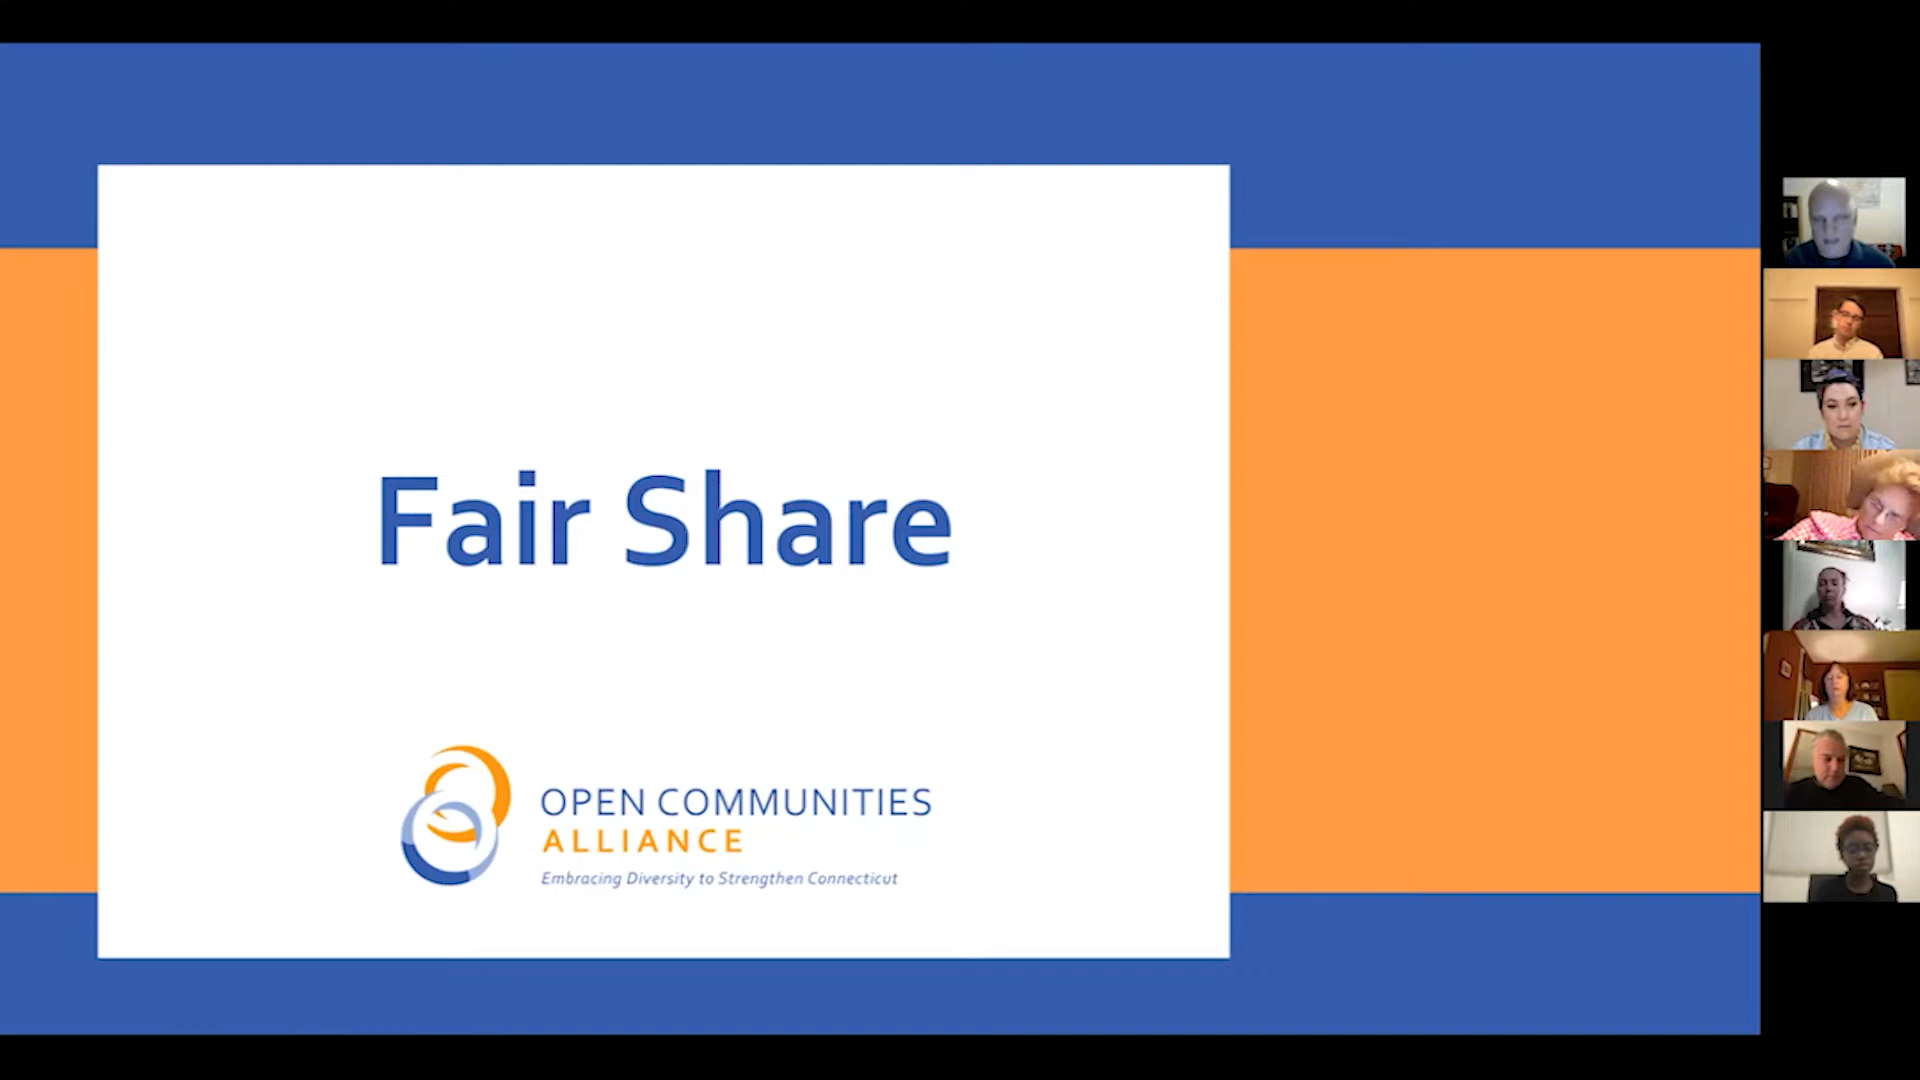 Fair Share
OPEN COMMUNITIES
ALLIANCE
Embracing Diversity to Strengthen Connecticut